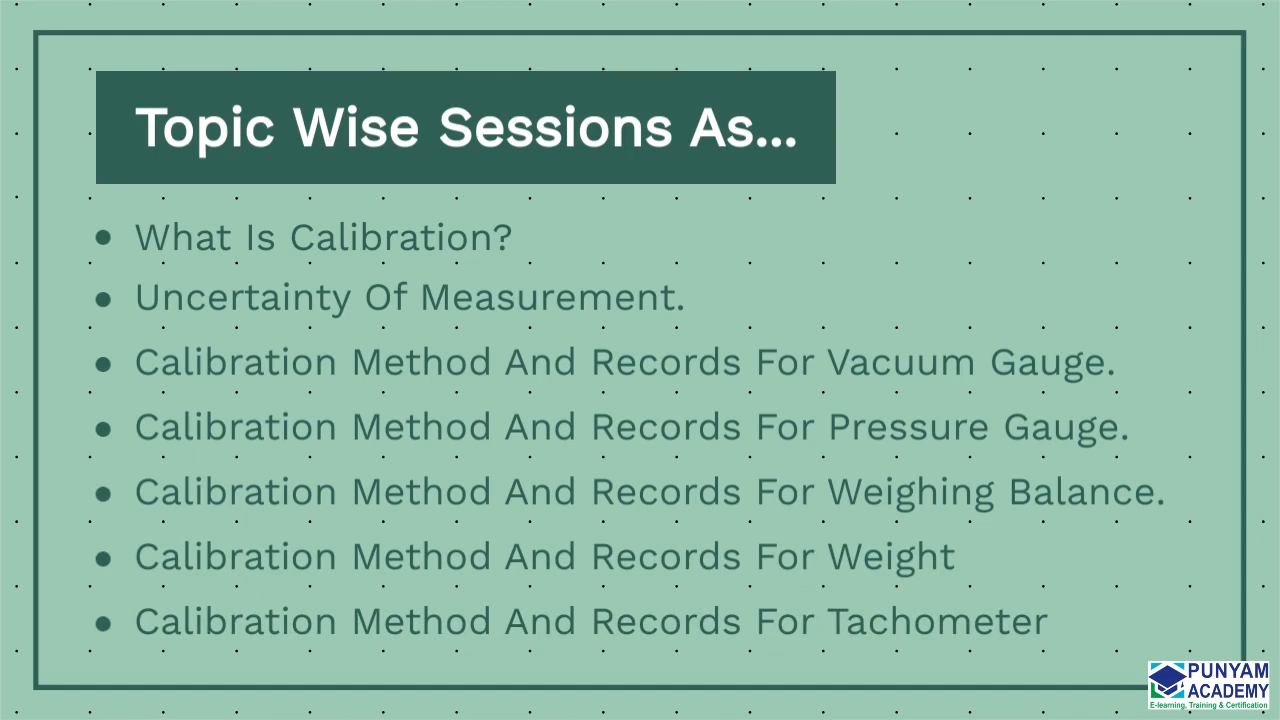 Topic Wise Sessions As...
What Is Calibration?
Uncertainty Of Measurement.
Calibration Method And Records For Vacuum Gauge.
Calibration Method And Records For Pressure Gauge.
Calibration Method And Records For Weighing Balance.
Calibration Method And Records For Weight
Calibration Method And Records For Tachometer
PUNYAM
ACADEMY
E-learning, Training & Certification